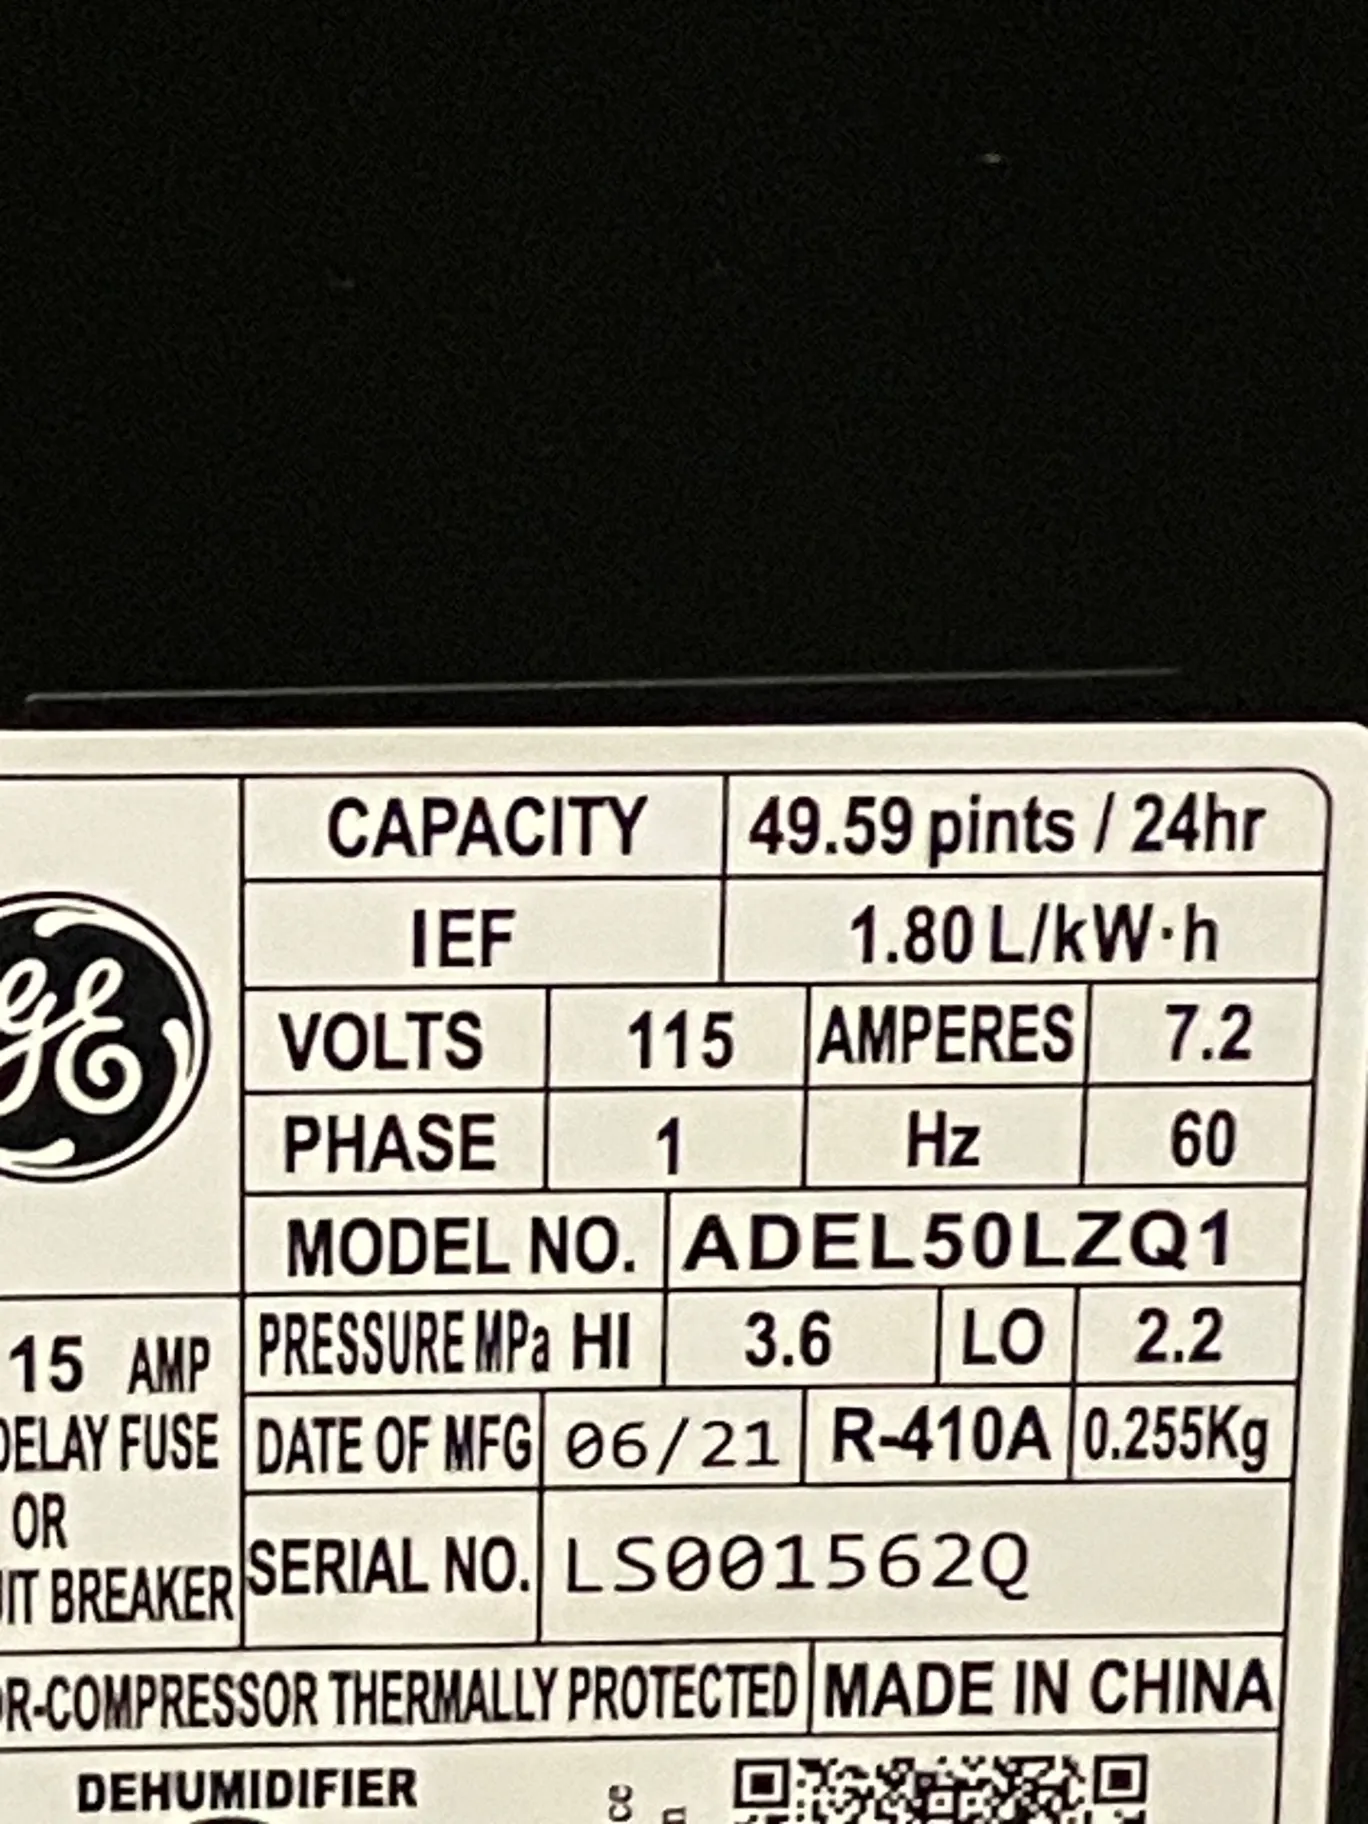 CAPACITY 49.59 pints / 24hr
IEF 1.80 L/kW·h
GE
VOLTS 115 AMPERES 7.2
PHASE 1 Hz 60
MODEL NO. ADEL50LZQ1
PRESSURE MPa HI 3.6 LO 2.2
15 AMP
DELAY FUSE
OR
BREAKER
DATE OF MFG 06/21 R-410A 0.255Kg
SERIAL NO. LS001562Q
R-COMPRESSOR THERMALLY PROTECTED MADE IN CHINA
DEHUMIDIFIER